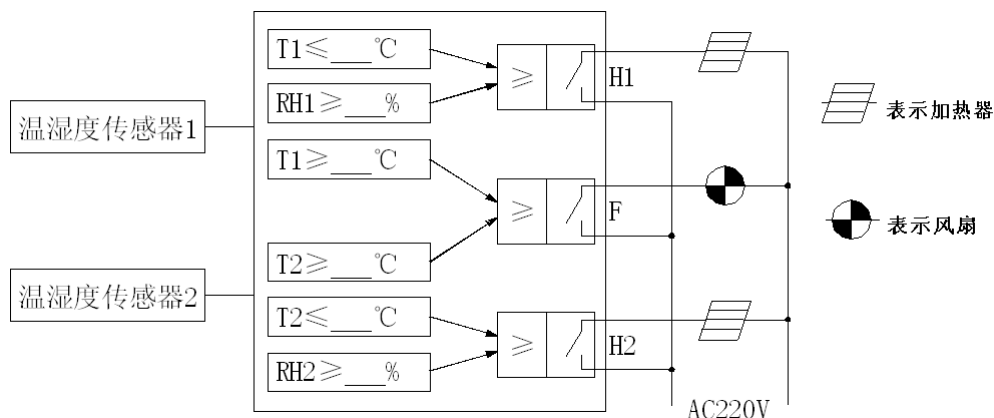 T1≤___℃
RH1≥___%
T1≥___℃
T2≥___℃
T2≤___℃
RH2≥___%
温湿度传感器1
温湿度传感器2
≥
≥
≥
H1
F
H2
AC220V
表示加热器
表示风扇